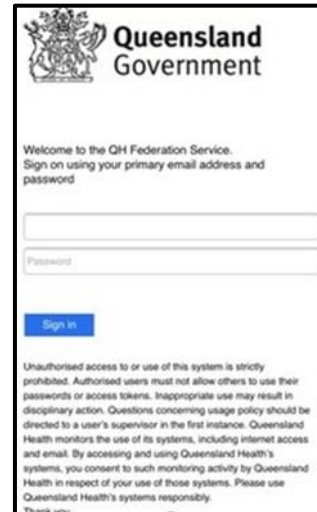 Queensland
Government
Welcome to the QH Federation Service.
Sign on using your primary email address and
password
Password
Sign in
Unauthorised access to or use of this system is strictly
prohibited. Authorised users must not allow others to use their
passwords or access tokens. Inappropriate use may result in
disciplinary action. Questions concerning usage policy should be
directed to a user's supervisor in the first instance. Queensland
Health monitors the use of its systems, including internet access
and email. By accessing and using Queensland Health's
systems, you consent to such monitoring activity by Queensland
Health in respect of your use of those systems. Please use
Queensland Health's systems responsibly.
Thank you